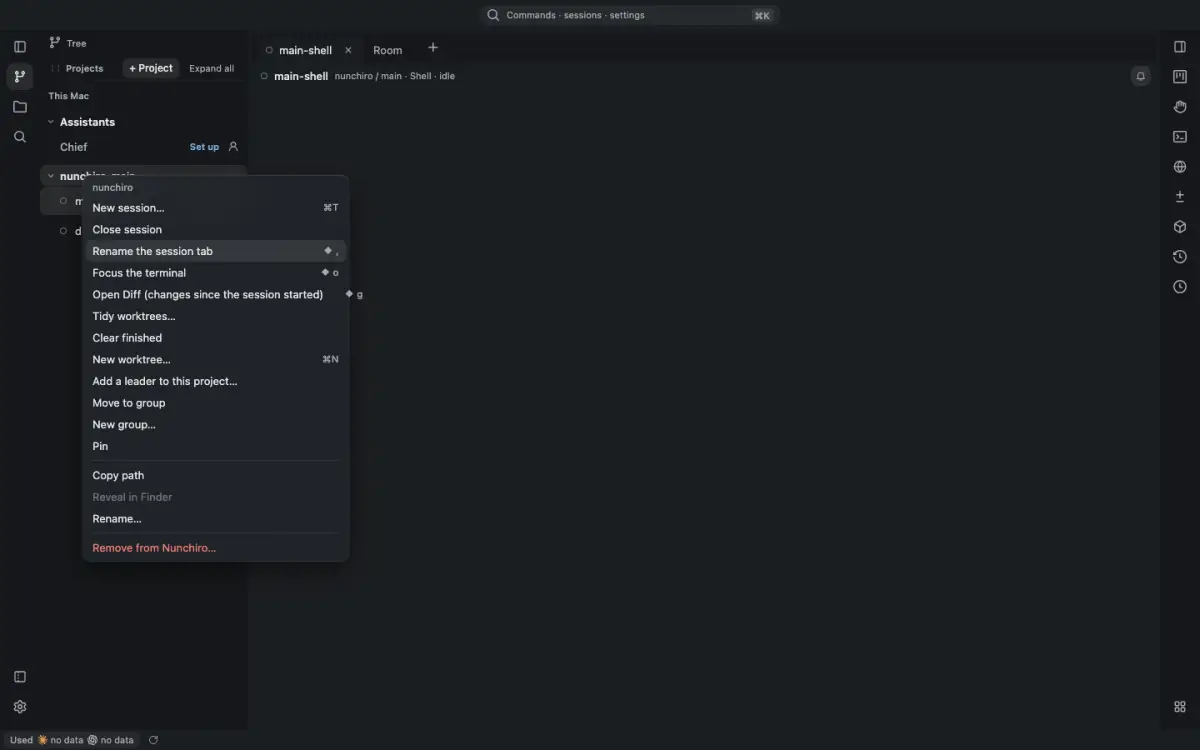 Commands · sessions · settings ⌘K
Tree
Projects + Project Expand all
This Mac
Assistants
Chief Set up
main-shell × Room +
main-shell nunchiro / main · Shell · idle
nunchiro
New session... ⌘T
Close session
Rename the session tab ◆ ,
Focus the terminal ◆ o
Open Diff (changes since the session started) ◆ g
Tidy worktrees...
Clear finished
New worktree... ⌘N
Add a leader to this project...
Move to group
New group...
Pin
Copy path
Reveal in Finder
Rename...
Remove from Nunchiro...
Used no data no data